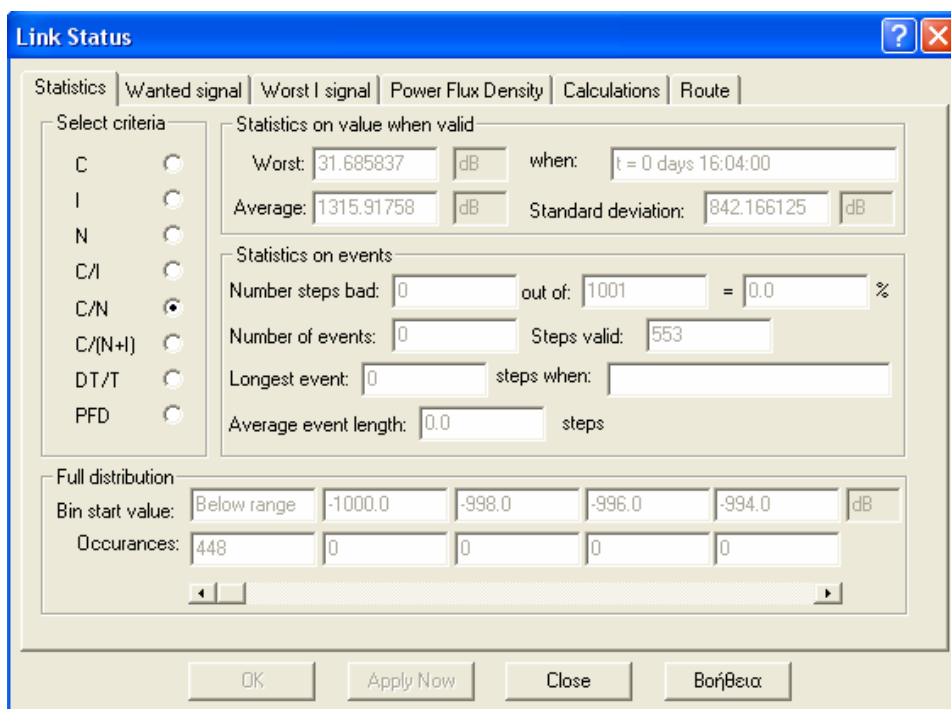 Link Status
Statistics Wanted signal Worst I signal Power Flux Density Calculations Route
Select criteria
C
I
N
C/I
C/N
C/(N+I)
DT/T
PFD
Statistics on value when valid
Worst: 31.685837 dB when: t = 0 days 16:04:00
Average: 1315.91758 dB Standard deviation: 842.166125 dB
Statistics on events
Number steps bad: 0 out of: 1001 = 0.0 %
Number of events: 0 Steps valid: 553
Longest event: 0 steps when:
Average event length: 0.0 steps
Full distribution
Bin start value: Below range -1000.0 -998.0 -996.0 -994.0 dB
Occurances: 448 0 0 0 0
OK Apply Now Close Βοήθεια